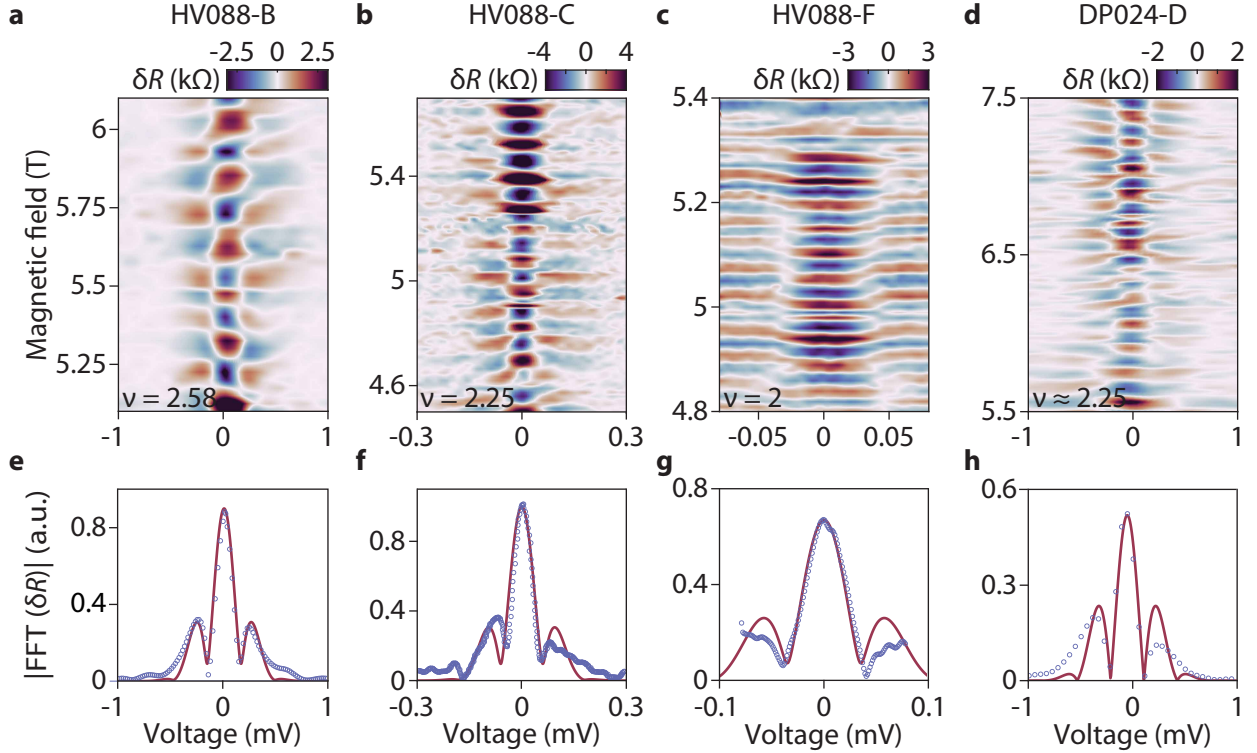 a HV088-B
-2.5 0 2.5
δR (kΩ)
Magnetic field (T)
6
5.75
5.5
5.25
ν = 2.58
-1 0 1
b HV088-C
-4 0 4
δR (kΩ)
5.4
5
4.6
ν = 2.25
-0.3 0 0.3
c HV088-F
-3 0 3
δR (kΩ)
5.4
5.2
5
4.8
ν = 2
-0.05 0 0.05
d DP024-D
-2 0 2
δR (kΩ)
7.5
6.5
5.5
ν ≈ 2.25
-1 0 1
e
|FFT (δR)| (a.u.)
0.8
0.4
0
-1 0 1
Voltage (mV)
f
0.8
0.4
0
-0.3 0 0.3
Voltage (mV)
g
0.8
0.4
0
-0.1 0 0.1
Voltage (mV)
h
0.6
0.3
0
-1 0 1
Voltage (mV)